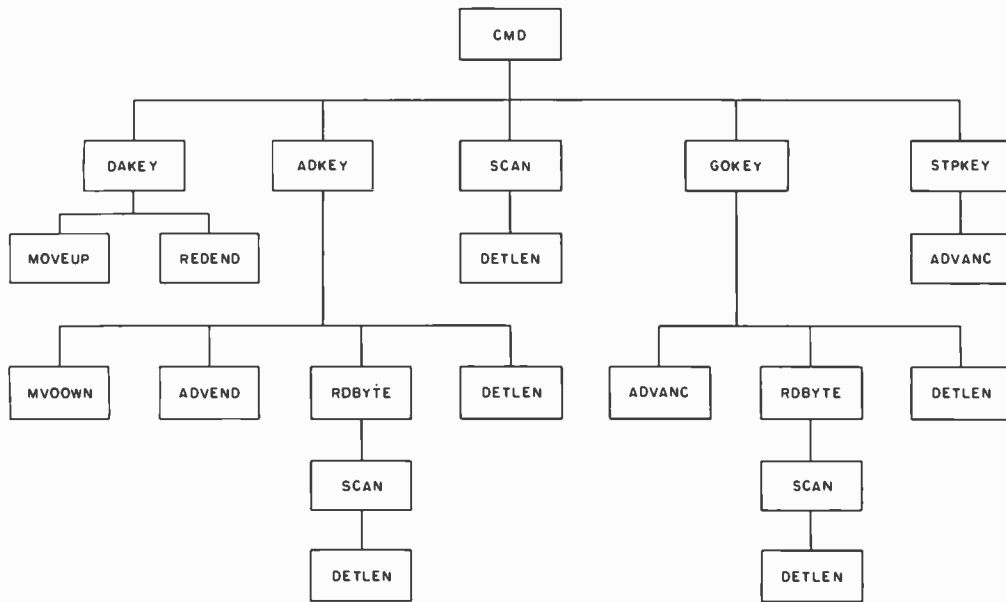 CMD
DAKEY
ADKEY
SCAN
GOKEY
STPKEY
MOVEUP
REDEND
DETLEN
ADVANC
MVOOWN
ADVEND
RDBYTE
DETLEN
ADVANC
RDBYTE
DETLEN
SCAN
SCAN
DETLEN
DETLEN